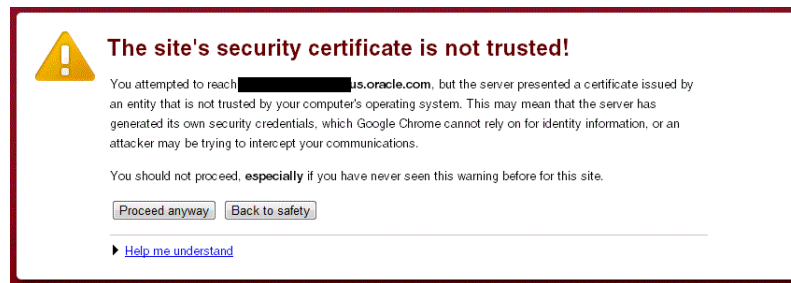 The site's security certificate is not trusted!
You attempted to reach us.oracle.com, but the server presented a certificate issued by
an entity that is not trusted by your computer's operating system. This may mean that the server has
generated its own security credentials, which Google Chrome cannot rely on for identity information, or an
attacker may be trying to intercept your communications.
You should not proceed, especially if you have never seen this warning before for this site.
Proceed anyway Back to safety
Help me understand